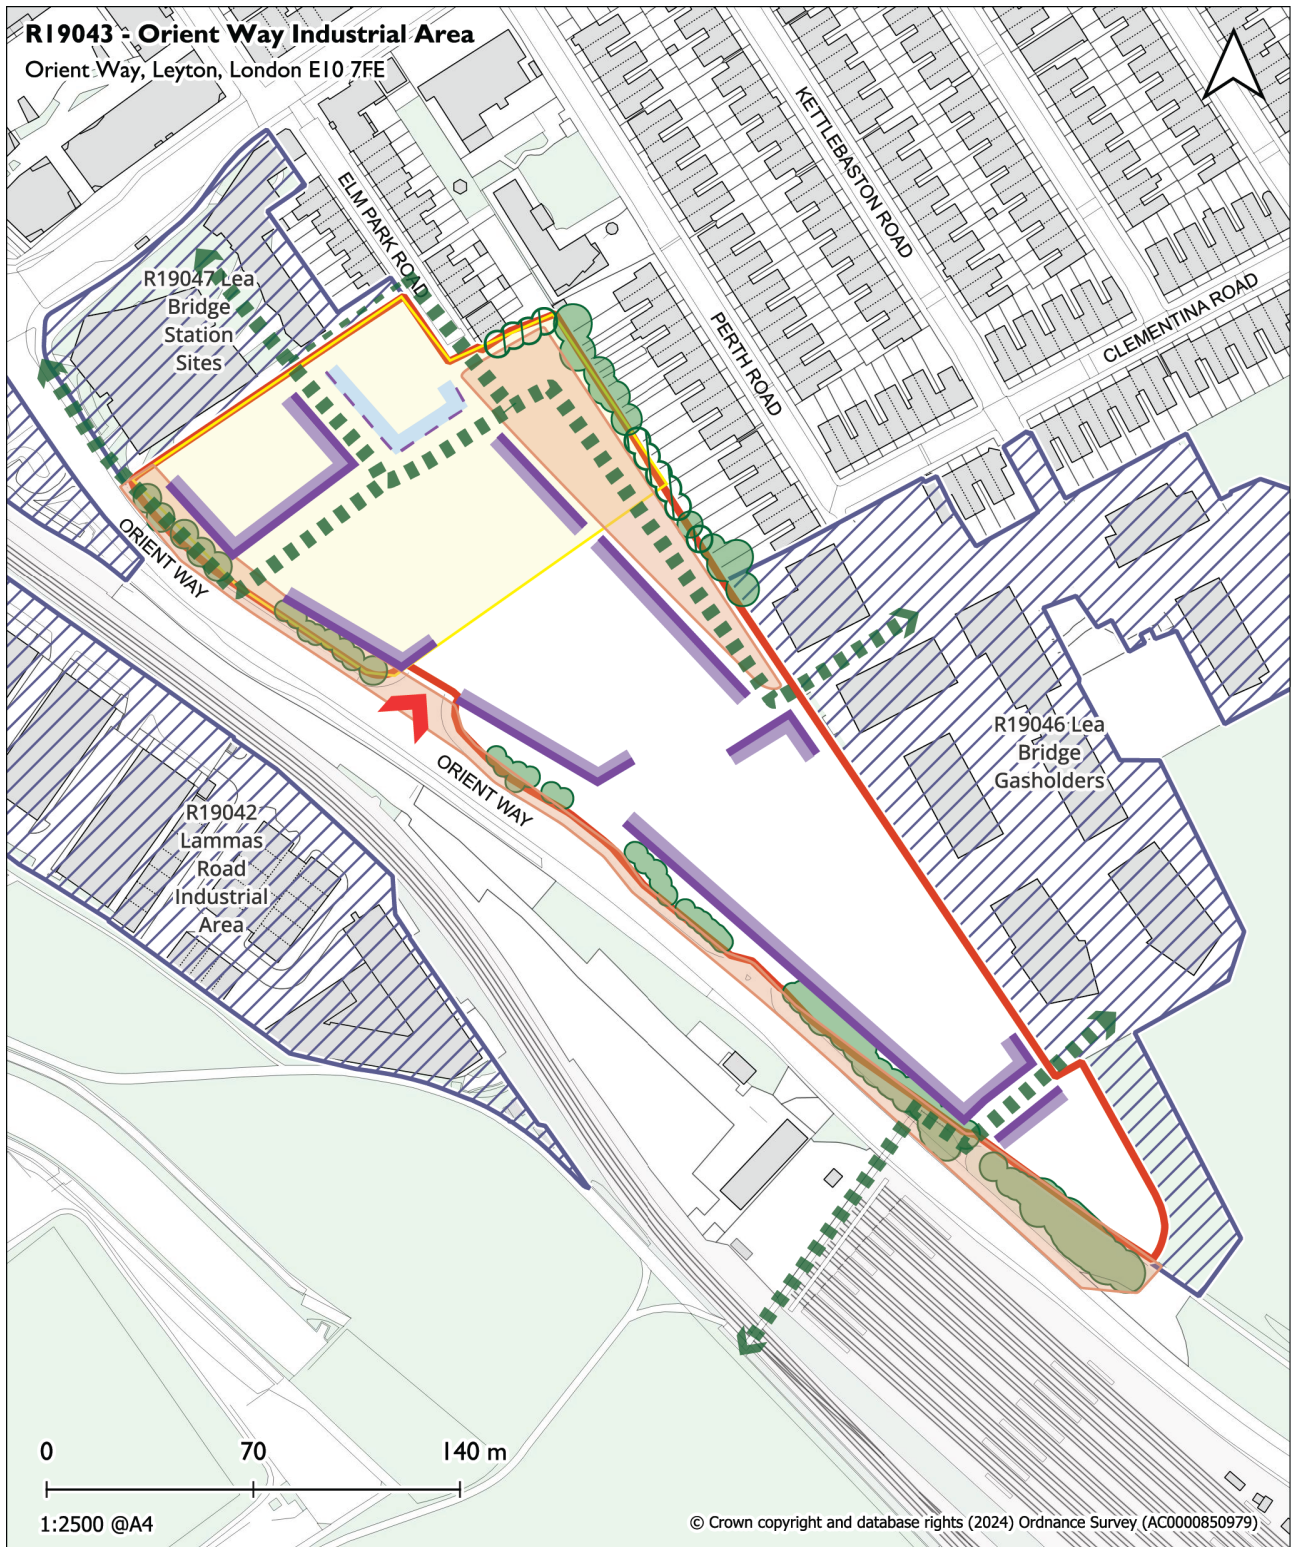 R19043 - Orient Way Industrial Area
Orient Way, Leyton, London E10 7FE
KETTLEBASTON ROAD
ELM PARK ROAD
R19047 Lea
Bridge
Station
Sites
CLEMENTINA ROAD
PERTH ROAD
ORIENT WAY
R19046 Lea
Bridge
Gasholders
ORIENT WAY
R19042
Lammas
Road
Industrial
Area
0 70 140 m
1:2500 @A4
© Crown copyright and database rights (2024) Ordnance Survey (AC0000850979)